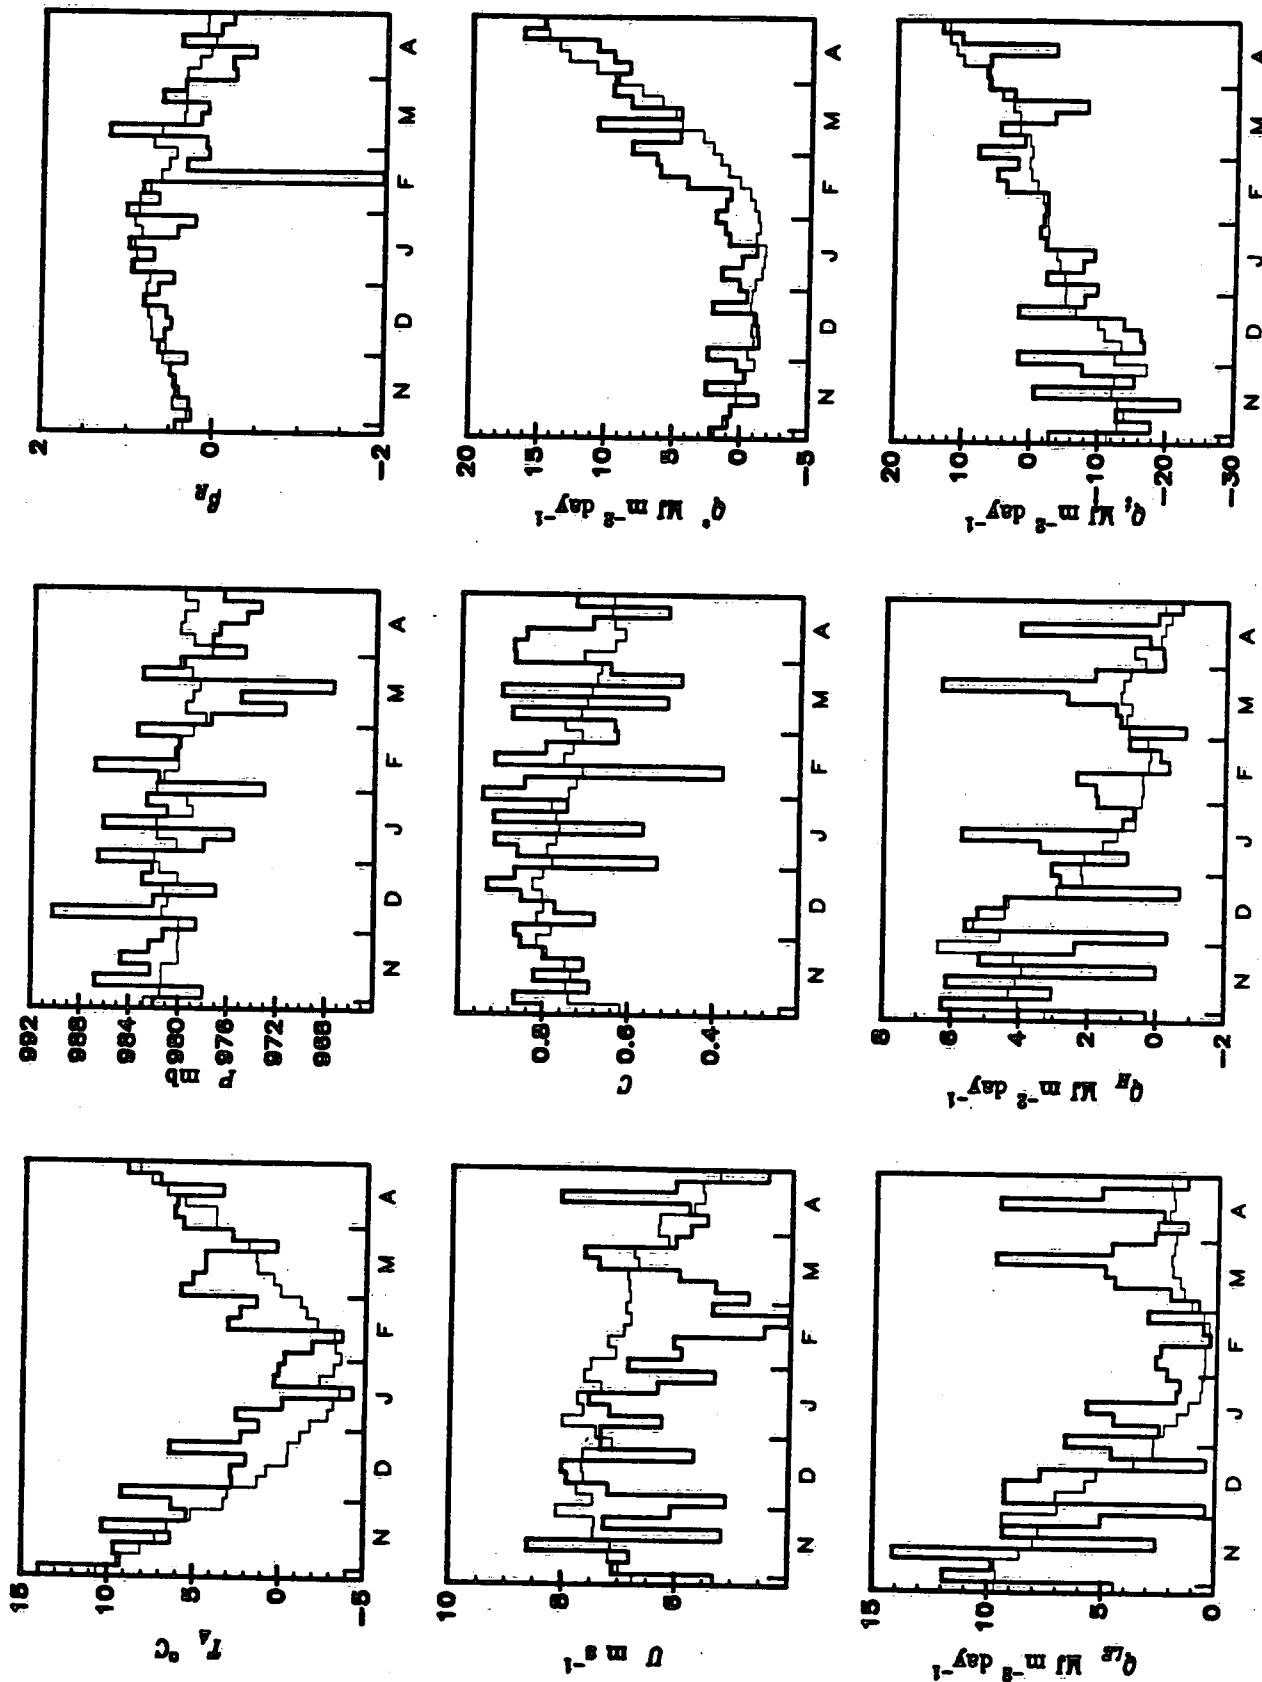 T_A °C
15
10
5
0
-5
N D J F M A
P mb
992
988
984
980
976
972
968
N D J F M A
β_R
2
0
-2
N D J F M A
U m s⁻¹
10
6
N D J F M A
C
0.8
0.6
0.4
N D J F M A
Q* MJ m⁻² day⁻¹
20
15
10
5
0
-5
N D J F M A
Q_LE MJ m⁻² day⁻¹
15
10
5
0
N D J F M A
Q_H MJ m⁻² day⁻¹
8
6
4
2
0
-2
N D J F M A
MJ m⁻² day⁻¹
20
10
0
-10
-20
-30
N D J F M A